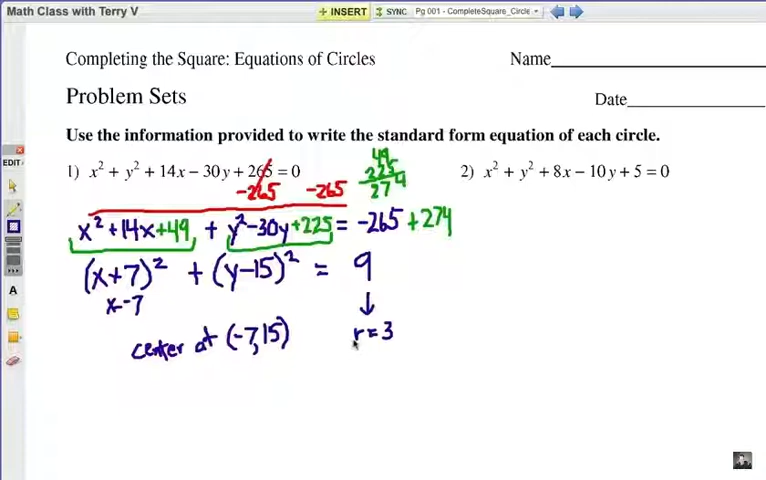 Math Class with Terry V
+ INSERT SYNC Pg 001 - CompleteSquare_Circle
Completing the Square: Equations of Circles Name
Problem Sets Date
Use the information provided to write the standard form equation of each circle.
EDIT
1) x² + y² + 14x − 30y + 265 = 0 49 2) x² + y² + 8x − 10y + 5 = 0
225
−265 −265 274
x² + 14x + 49 + y² − 30y + 225 = −265 + 274
(x+7)² + (y−15)² = 9
x − −7 ↓
center at (−7, 15) r = 3
A